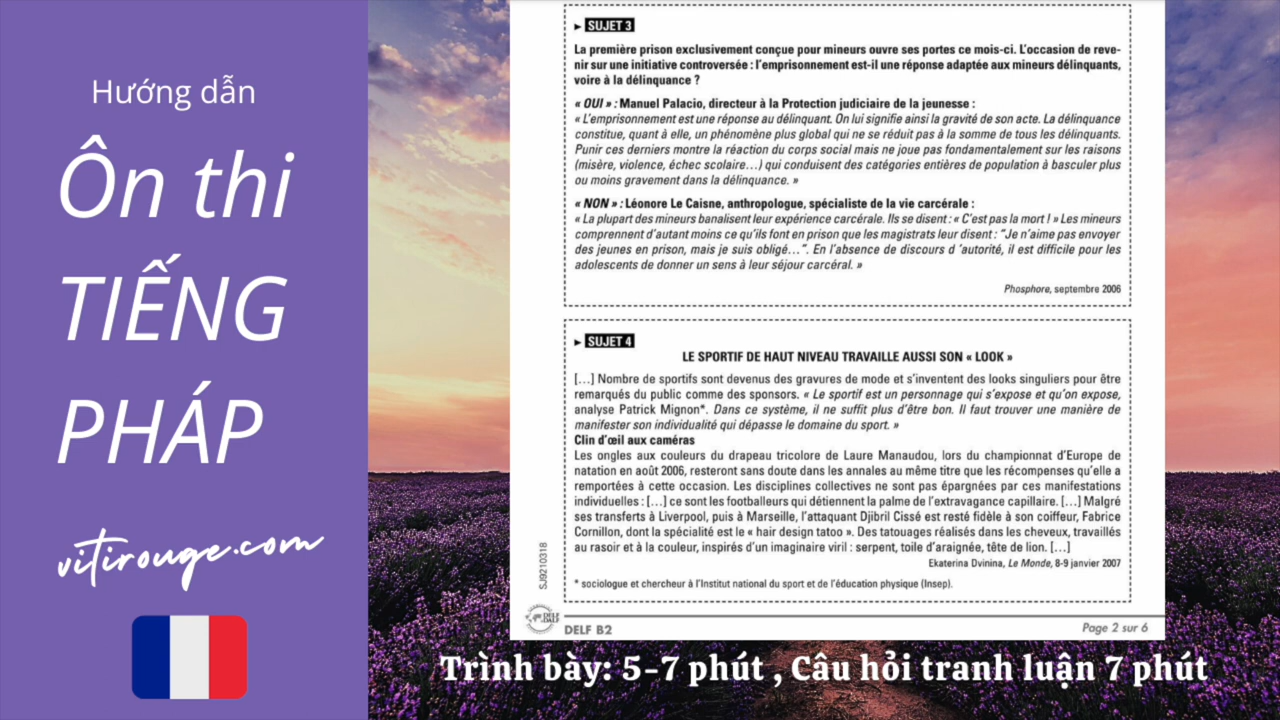 Hướng dẫn
Ôn thi
TIẾNG
PHÁP
vitirouge.com
► SUJET 3
La première prison exclusivement conçue pour mineurs ouvre ses portes ce mois-ci. L'occasion de reve-
nir sur une initiative controversée : l'emprisonnement est-il une réponse adaptée aux mineurs délinquants,
voire à la délinquance ?
« OUI » : Manuel Palacio, directeur à la Protection judiciaire de la jeunesse :
« L'emprisonnement est une réponse au délinquant. On lui signifie ainsi la gravité de son acte. La délinquance
constitue, quant à elle, un phénomène plus global qui ne se réduit pas à la somme de tous les délinquants.
Punir ces derniers montre la réaction du corps social mais ne joue pas fondamentalement sur les raisons
(misère, violence, échec scolaire…) qui conduisent des catégories entières de population à basculer plus
ou moins gravement dans la délinquance. »
« NON » : Léonore Le Caisne, anthropologue, spécialiste de la vie carcérale :
« La plupart des mineurs banalisent leur expérience carcérale. Ils se disent : « C'est pas la mort ! » Les mineurs
comprennent d'autant moins ce qu'ils font en prison que les magistrats leur disent : "Je n'aime pas envoyer
des jeunes en prison, mais je suis obligé…". En l'absence de discours d 'autorité, il est difficile pour les
adolescents de donner un sens à leur séjour carcéral. »
Phosphore, septembre 2006
► SUJET 4
LE SPORTIF DE HAUT NIVEAU TRAVAILLE AUSSI SON « LOOK »
[…] Nombre de sportifs sont devenus des gravures de mode et s'inventent des looks singuliers pour être
remarqués du public comme des sponsors. « Le sportif est un personnage qui s'expose et qu'on expose,
analyse Patrick Mignon*. Dans ce système, il ne suffit plus d'être bon. Il faut trouver une manière de
manifester son individualité qui dépasse le domaine du sport. »
Clin d'œil aux caméras
Les ongles aux couleurs du drapeau tricolore de Laure Manaudou, lors du championnat d'Europe de
natation en août 2006, resteront sans doute dans les annales au même titre que les récompenses qu'elle a
remportées à cette occasion. Les disciplines collectives ne sont pas épargnées par ces manifestations
individuelles : […] ce sont les footballeurs qui détiennent la palme de l'extravagance capillaire. […] Malgré
ses transferts à Liverpool, puis à Marseille, l'attaquant Djibril Cissé est resté fidèle à son coiffeur, Fabrice
Cornillon, dont la spécialité est le « hair design tatoo ». Des tatouages réalisés dans les cheveux, travaillés
au rasoir et à la couleur, inspirés d'un imaginaire viril : serpent, toile d'araignée, tête de lion. […]
Ekaterina Dvinina, Le Monde, 8-9 janvier 2007
* sociologue et chercheur à l'Institut national du sport et de l'éducation physique (Insep).
SJ9210318
DELF DALF
DELF B2
Page 2 sur 6
Trình bày: 5-7 phút , Câu hỏi tranh luận 7 phút